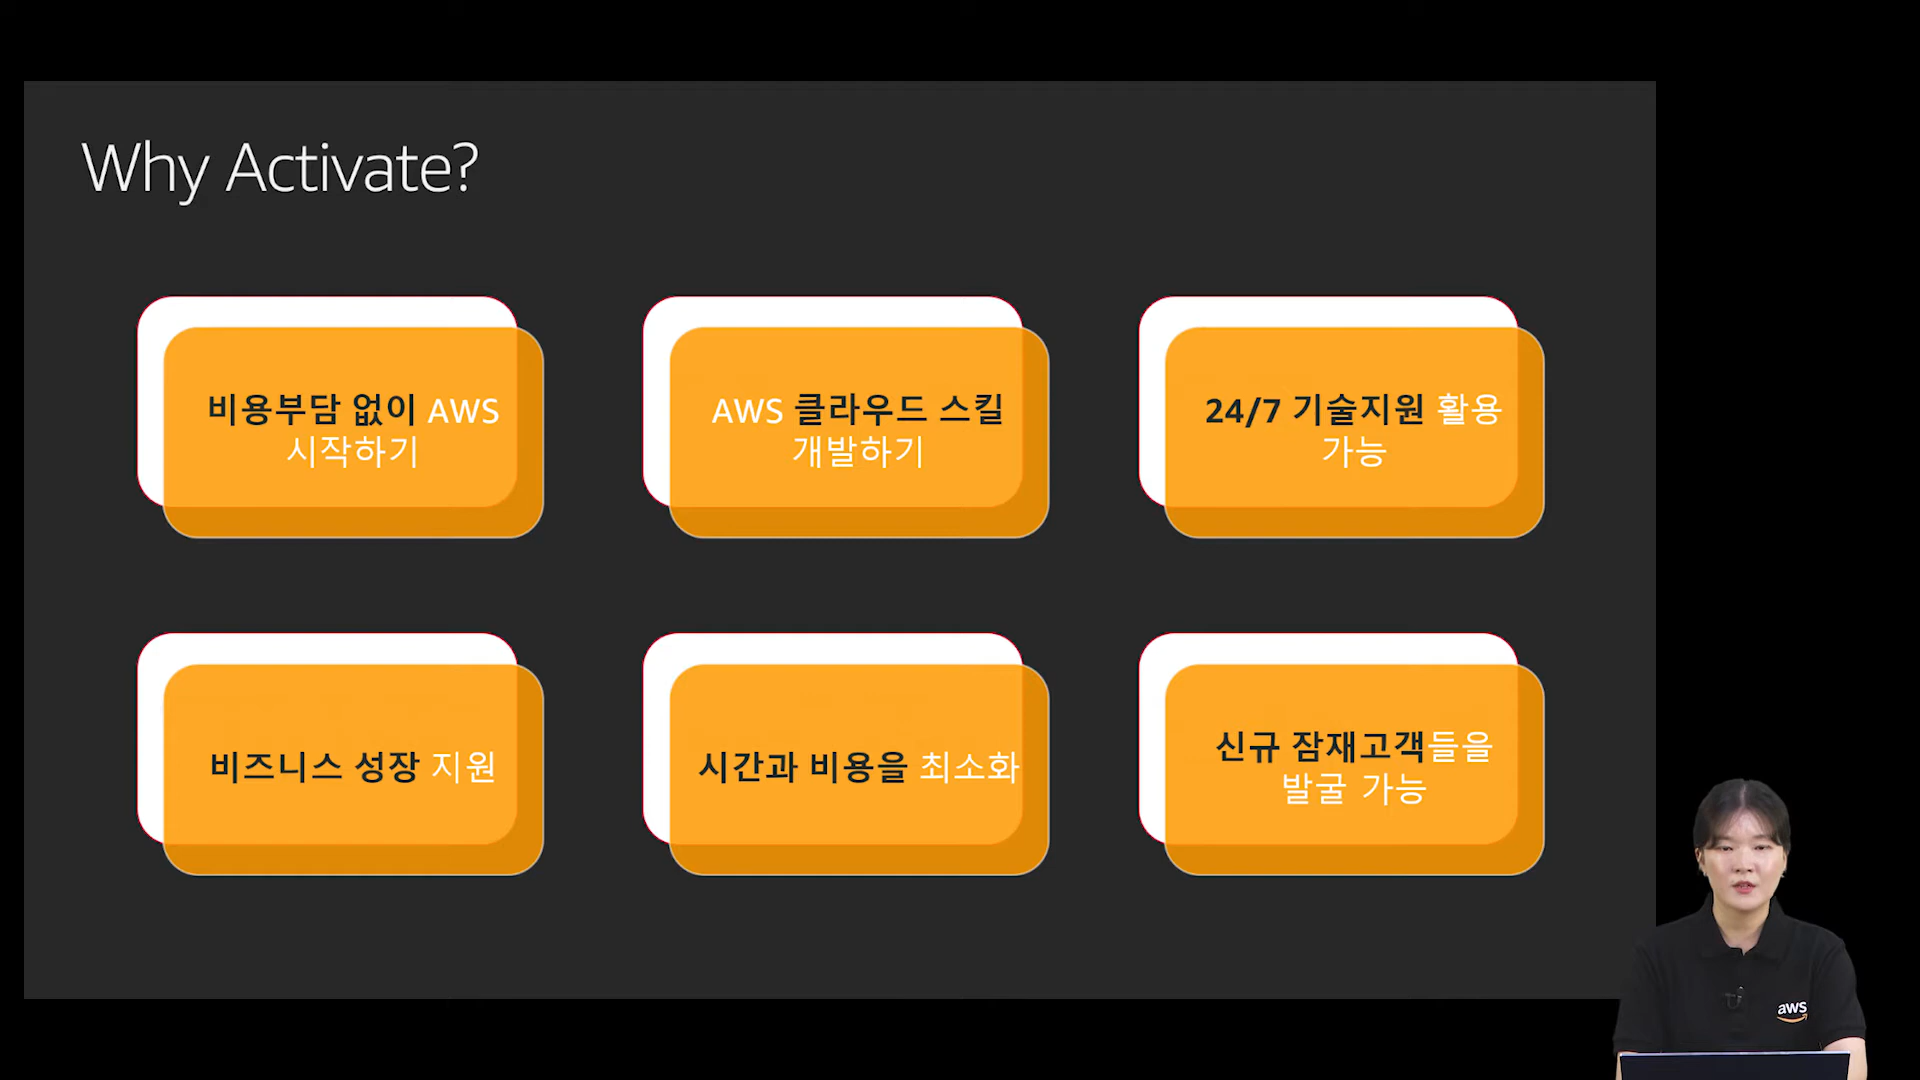 Why Activate?
비용부담 없이 AWS
시작하기
AWS 클라우드 스킬
개발하기
24/7 기술지원 활용
가능
비즈니스 성장 지원
시간과 비용을 최소화
신규 잠재고객들을
발굴 가능
aws